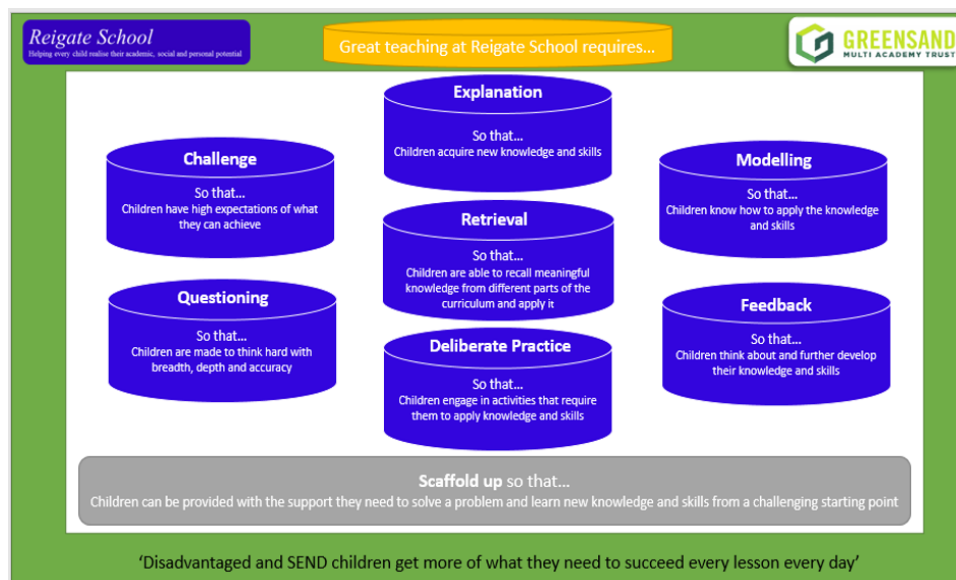 Reigate School
Helping every child realise their academic, social and personal potential
Great teaching at Reigate School requires...
GREENSAND
MULTI ACADEMY TRUST
Explanation
So that...
Children acquire new knowledge and skills
Challenge
So that...
Children have high expectations of what
they can achieve
Modelling
So that...
Children know how to apply the knowledge
and skills
Retrieval
So that...
Children are able to recall meaningful
knowledge from different parts of the
curriculum and apply it
Questioning
So that...
Children are made to think hard with
breadth, depth and accuracy
Feedback
So that...
Children think about and further develop
their knowledge and skills
Deliberate Practice
So that...
Children engage in activities that require
them to apply knowledge and skills
Scaffold up so that...
Children can be provided with the support they need to solve a problem and learn new knowledge and skills from a challenging starting point
‘Disadvantaged and SEND children get more of what they need to succeed every lesson every day’